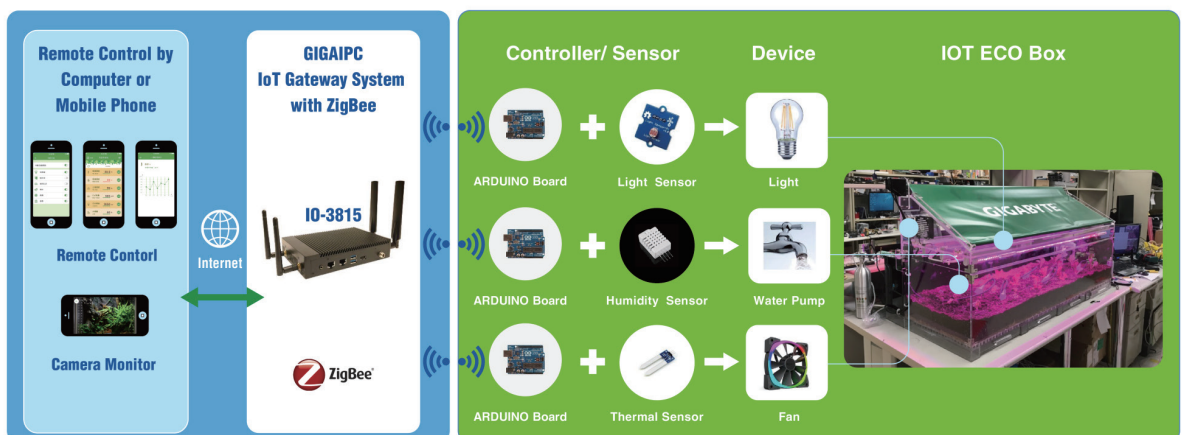 Remote Control by
Computer or
Mobile Phone
Remote Contorl
Camera Monitor
Internet
GIGAIPC
IoT Gateway System
with ZigBee
IO-3815
ZigBee®
Controller/ Sensor
Device
IOT ECO Box
ARDUINO Board
Light Sensor
Light
ARDUINO Board
Humidity Sensor
Water Pump
ARDUINO Board
Thermal Sensor
Fan
GIGABYTE